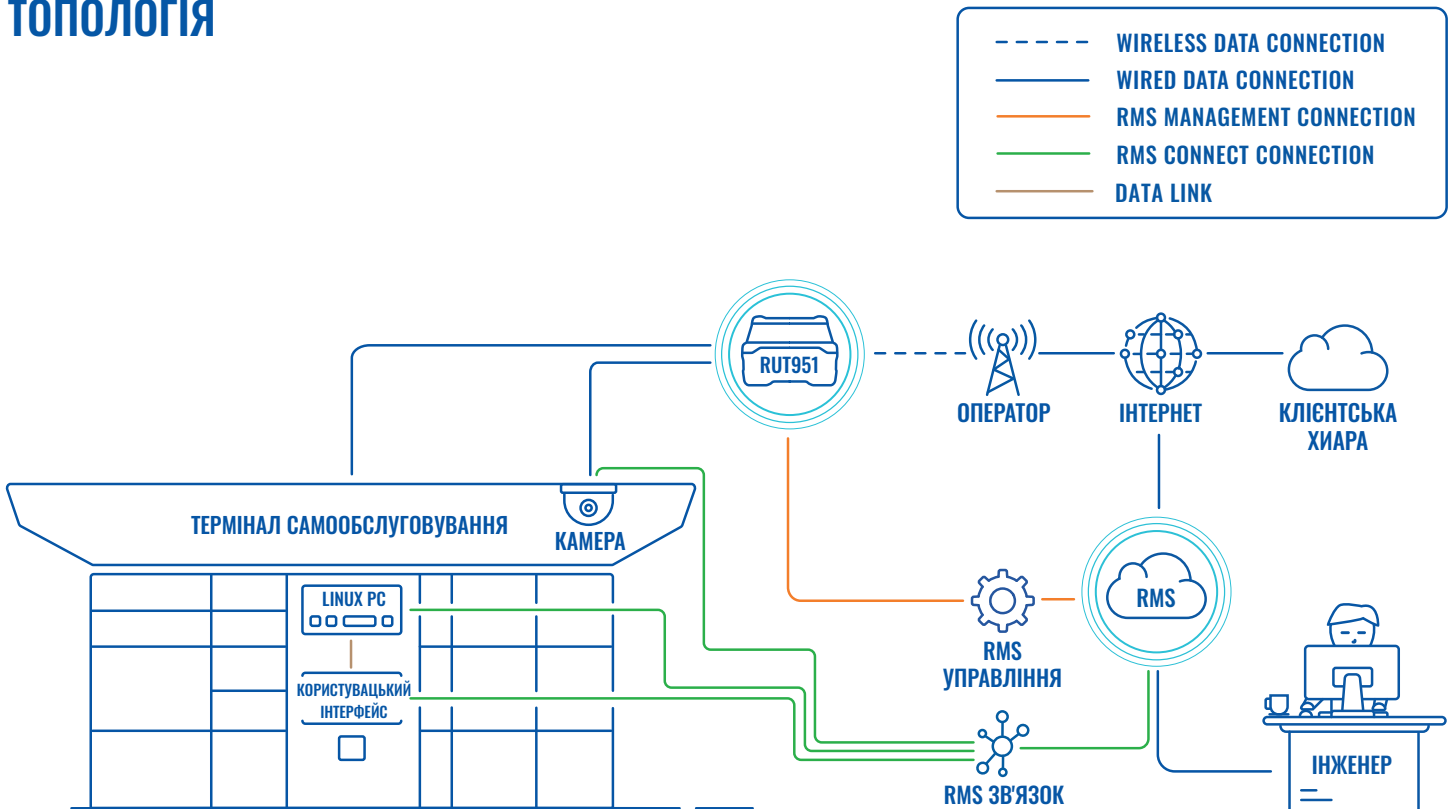 ТОПОЛОГІЯ
WIRELESS DATA CONNECTION
WIRED DATA CONNECTION
RMS MANAGEMENT CONNECTION
RMS CONNECT CONNECTION
DATA LINK
RUT951
ОПЕРАТОР
ІНТЕРНЕТ
КЛІЄНТСЬКА
ХИАРА
ТЕРМІНАЛ САМООБСЛУГОВУВАННЯ
КАМЕРА
LINUX PC
КОРИСТУВАЦЬКИЙ
ІНТЕРФЕЙС
RMS
RMS
УПРАВЛІННЯ
RMS ЗВ'ЯЗОК
ІНЖЕНЕР